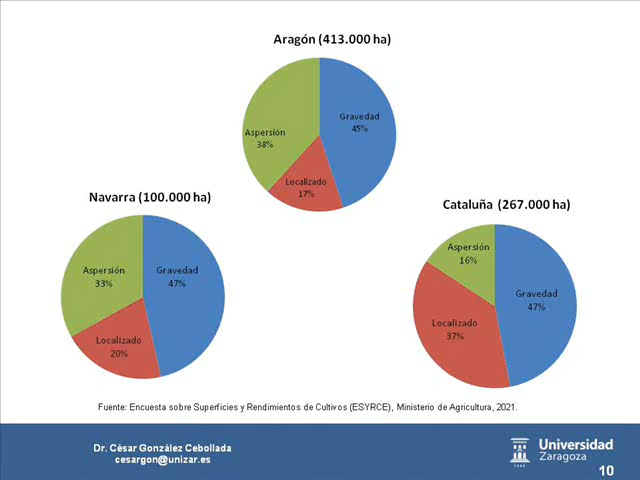 Aragón (413.000 ha)
Gravedad
45%
Aspersión
38%
Localizado
17%
Navarra (100.000 ha)
Aspersión
33%
Gravedad
47%
Localizado
20%
Cataluña (267.000 ha)
Aspersión
16%
Gravedad
47%
Localizado
37%
Fuente: Encuesta sobre Superficies y Rendimientos de Cultivos (ESYRCE), Ministerio de Agricultura, 2021.
Dr. César González Cebollada
cesargon@unizar.es
Universidad
Zaragoza
1542
10